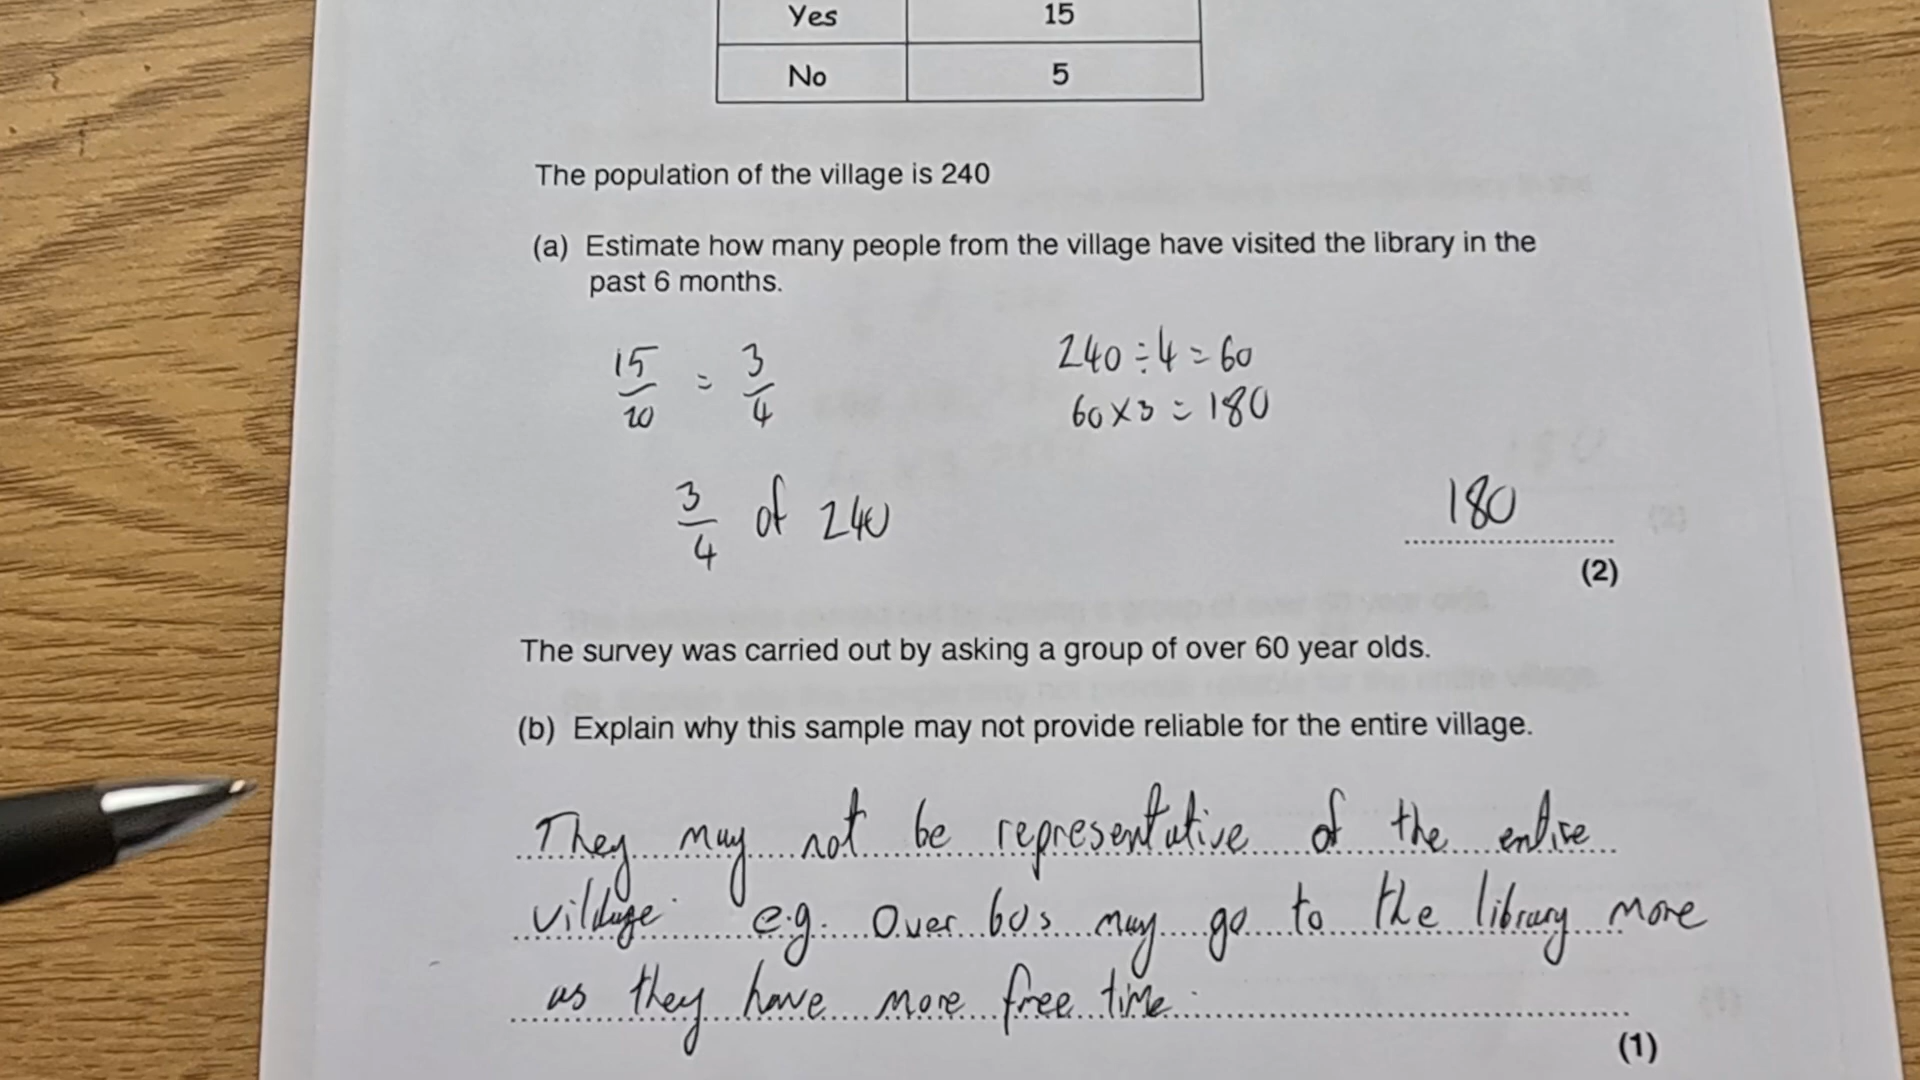 Yes 15
No 5
The population of the village is 240
(a) Estimate how many people from the village have visited the library in the
past 6 months.
15/20 = 3/4 240 ÷ 4 = 60
60 × 3 = 180
3/4 of 240 180
(2)
The survey was carried out by asking a group of over 60 year olds.
(b) Explain why this sample may not provide reliable for the entire village.
They may not be representative of the entire
village. e.g. Over 60s may go to the library more
as they have more free time.
(1)